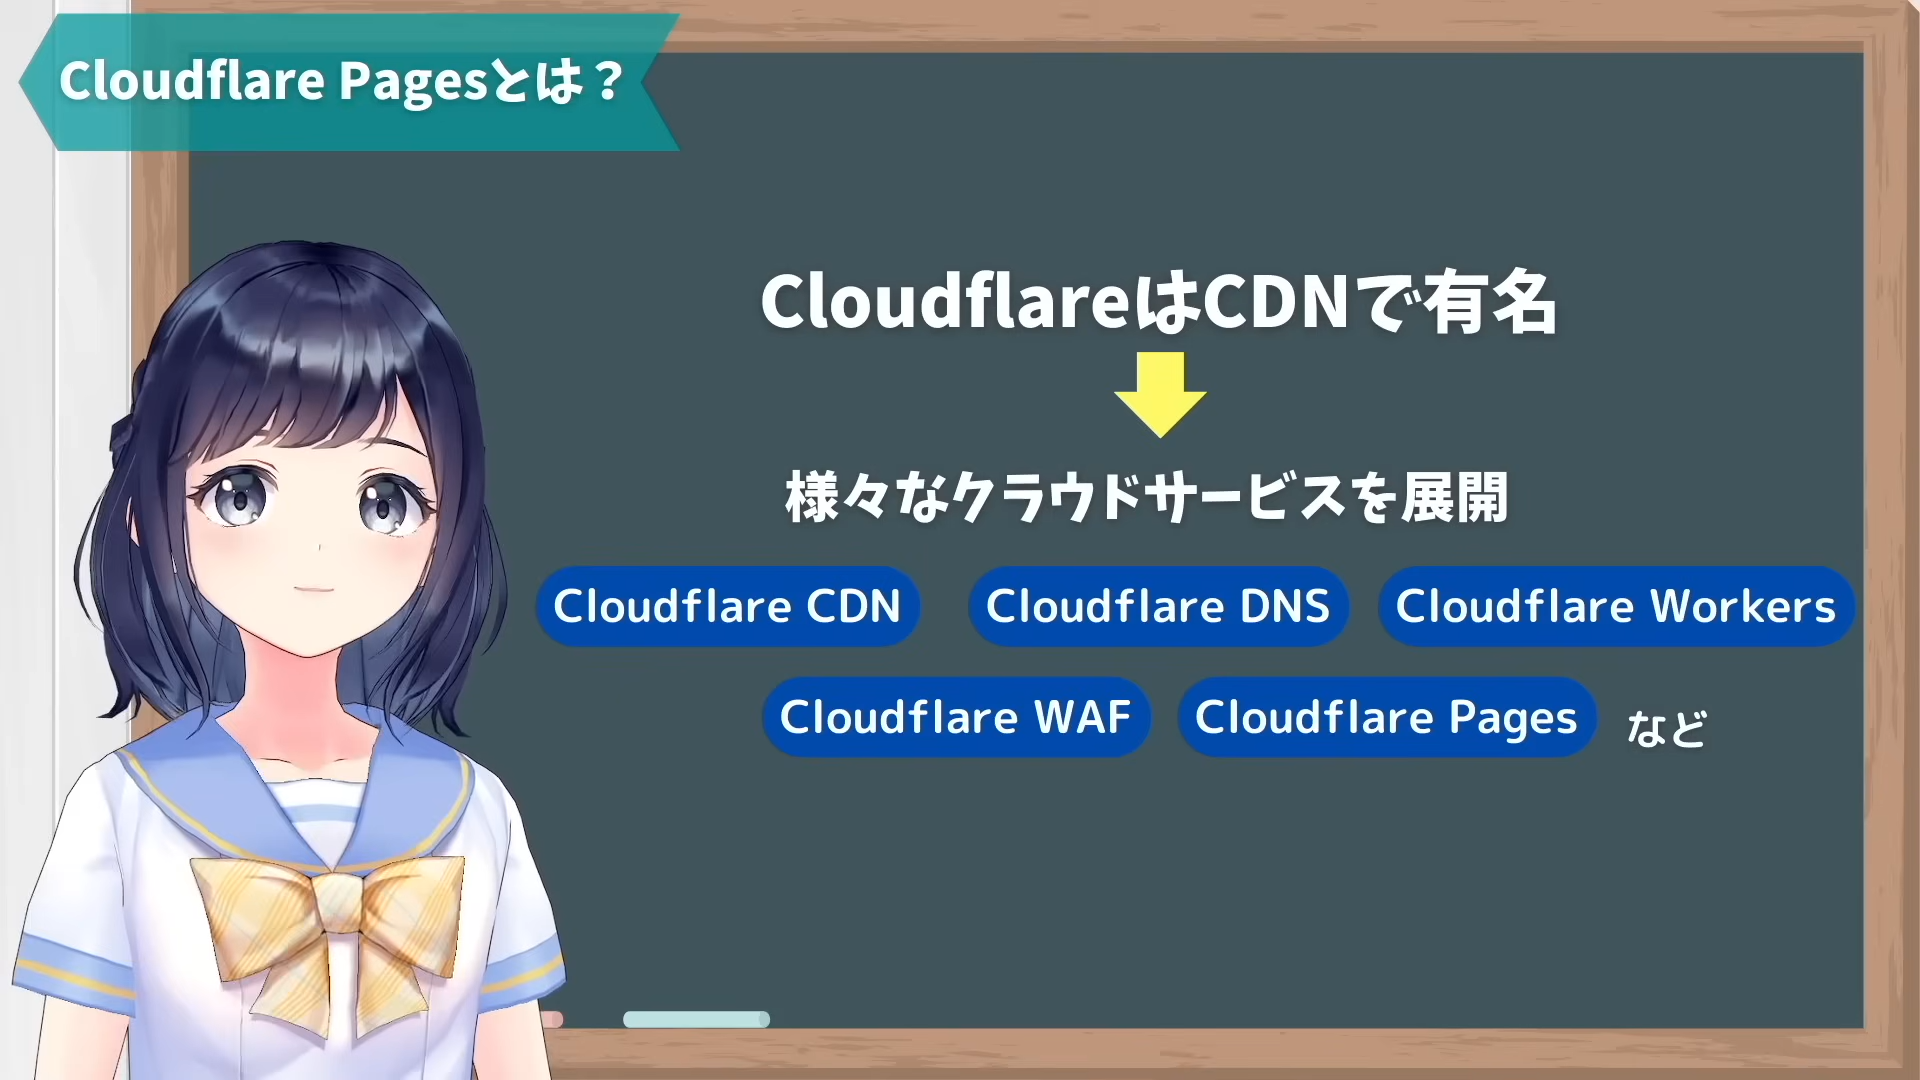 Cloudflare Pagesとは？
CloudflareはCDNで有名
様々なクラウドサービスを展開
Cloudflare CDN Cloudflare DNS Cloudflare Workers
Cloudflare WAF Cloudflare Pages など